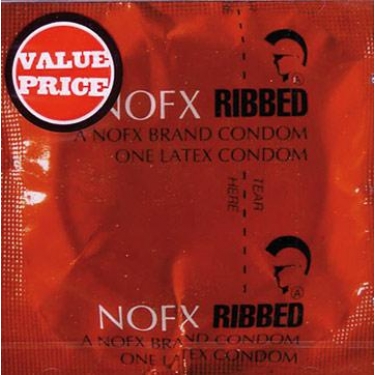 VALUE
PRICE
NOFX RIBBED
A NOFX BRAND CONDOM
ONE LATEX CONDOM
TEAR
HERE
NOFX RIBBED
A NOFX BRAND CONDOM
ONE LATEX CONDOM